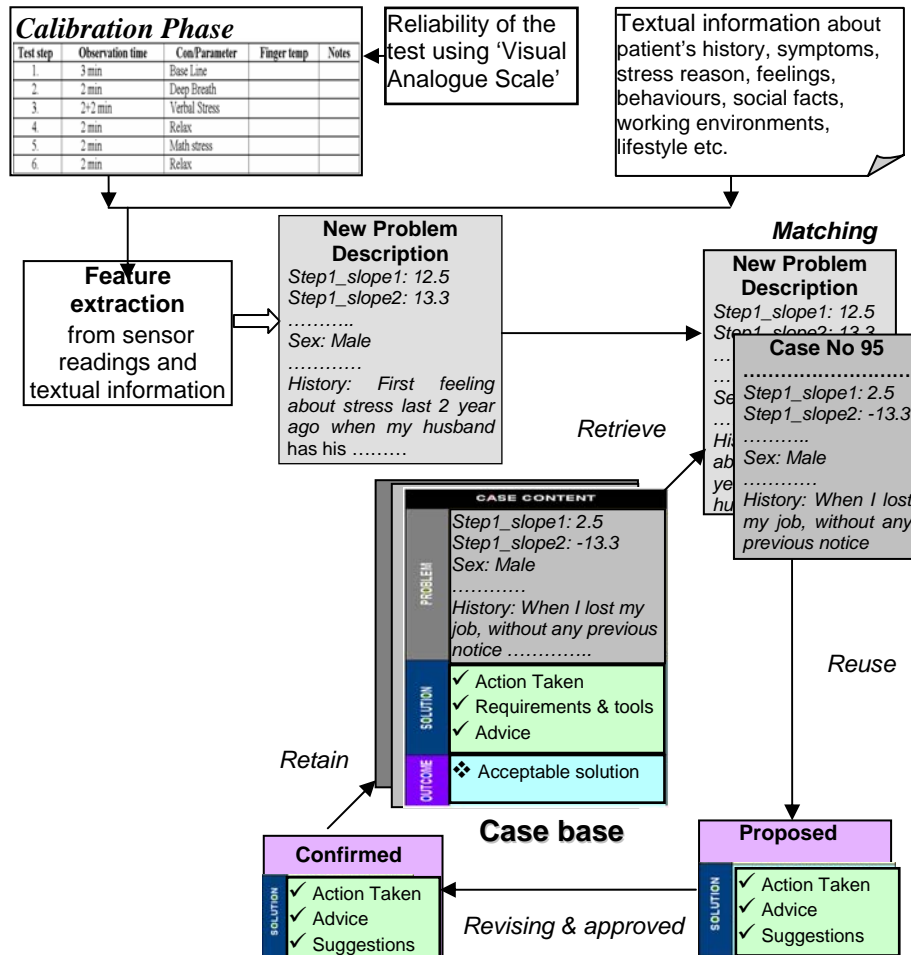 Calibration Phase
Test step Observation time Con/Parameter Finger temp Notes
1. 3 min Base Line
2. 2 min Deep Breath
3. 2+2 min Verbal Stress
4. 2 min Relax
5. 2 min Math stress
6. 2 min Relax
Reliability of the
test using ‘Visual
Analogue Scale’
Textual information about
patient's history, symptoms,
stress reason, feelings,
behaviours, social facts,
working environments,
lifestyle etc.
Feature
extraction
from sensor
readings and
textual information
New Problem
Description
Step1_slope1: 12.5
Step1_slope2: 13.3
………..
Sex: Male
…………
History: First feeling
about stress last 2 year
ago when my husband
has his ………
Matching
New Problem
Description
Step1_slope1: 12.5
Step1_slope2: 13.3
…
…
Se
…
His
ab
ye
hu
Case No 95
………………………
Step1_slope1: 2.5
Step1_slope2: -13.3
………..
Sex: Male
…………
History: When I lost
my job, without any
previous notice
Retrieve
CASE CONTENT
PROBLEM
Step1_slope1: 2.5
Step1_slope2: -13.3
Sex: Male
…………
History: When I lost my
job, without any previous
notice …………..
SOLUTION
✓ Action Taken
✓ Requirements & tools
✓ Advice
OUTCOME
❖ Acceptable solution
Case base
Reuse
Retain
Proposed
SOLUTION
✓ Action Taken
✓ Advice
✓ Suggestions
Revising & approved
Confirmed
SOLUTION
✓ Action Taken
✓ Advice
✓ Suggestions